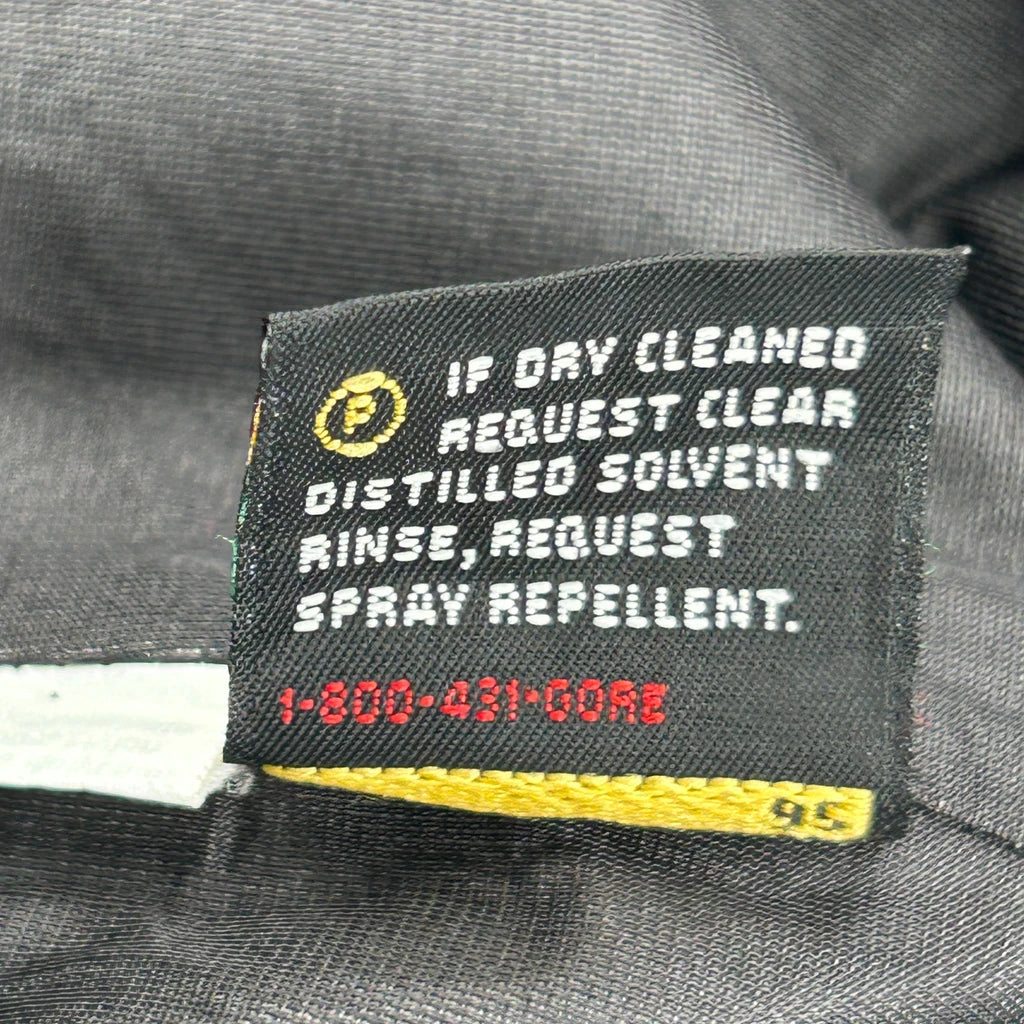 P
IF DRY CLEANED
REQUEST CLEAR
DISTILLED SOLVENT
RINSE, REQUEST
SPRAY REPELLENT.
1-800-431-GORE
95